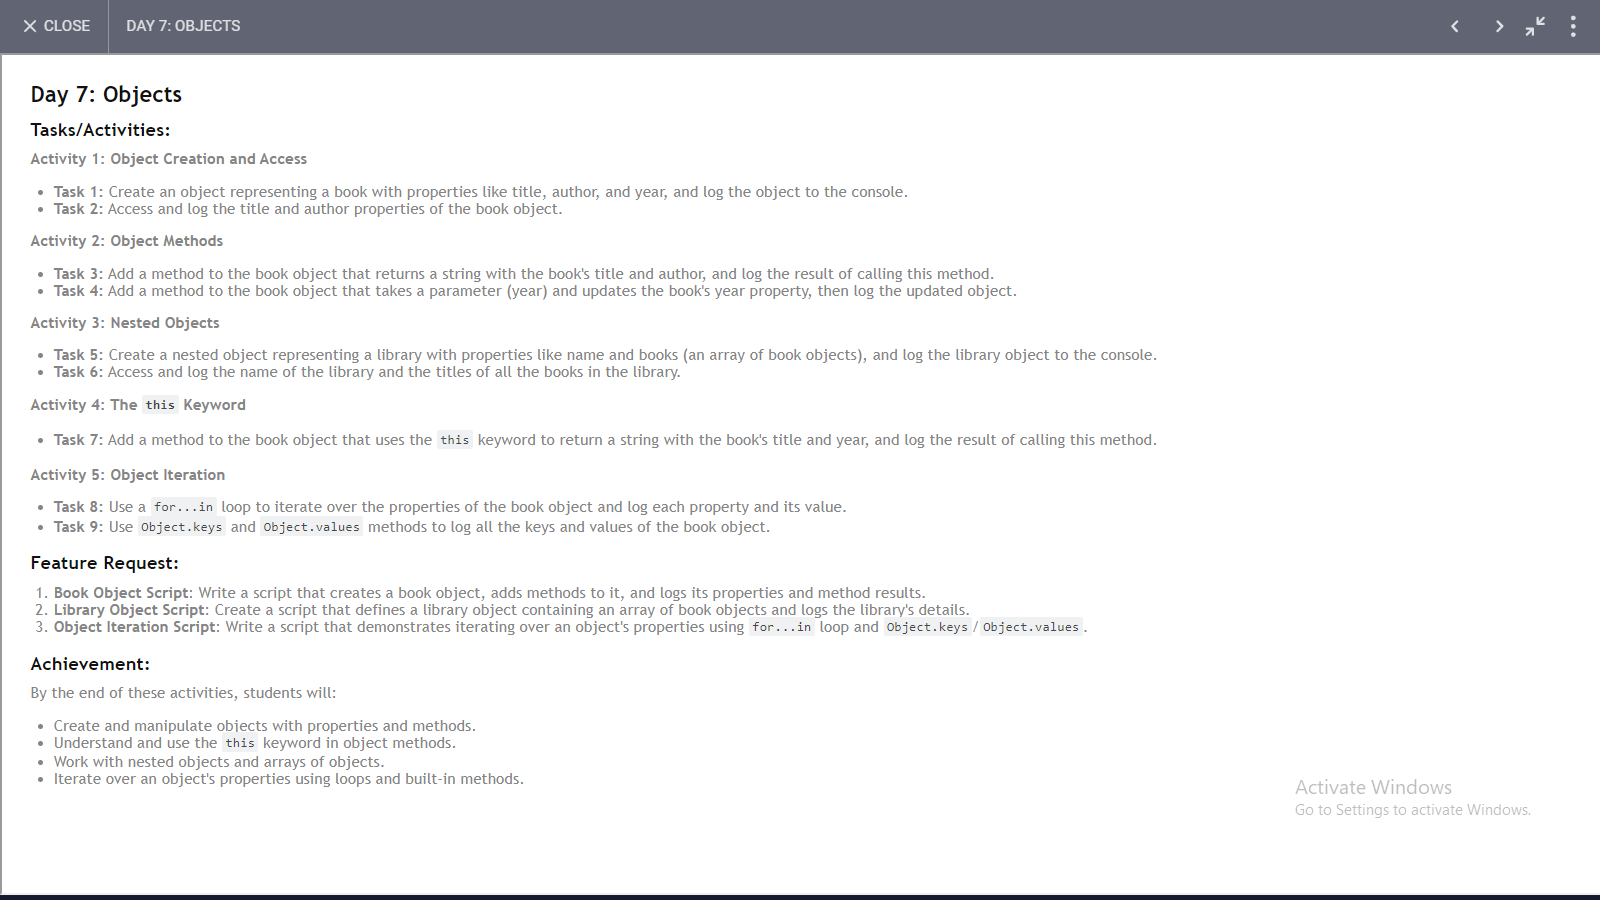 CLOSE
DAY 7: OBJECTS
Day 7: Objects
Tasks/Activities:
Activity 1: Object Creation and Access
• Task 1: Create an object representing a book with properties like title, author, and year, and log the object to the console.
• Task 2: Access and log the title and author properties of the book object.
Activity 2: Object Methods
• Task 3: Add a method to the book object that returns a string with the book's title and author, and log the result of calling this method.
• Task 4: Add a method to the book object that takes a parameter (year) and updates the book's year property, then log the updated object.
Activity 3: Nested Objects
• Task 5: Create a nested object representing a library with properties like name and books (an array of book objects), and log the library object to the console.
• Task 6: Access and log the name of the library and the titles of all the books in the library.
Activity 4: The this Keyword
• Task 7: Add a method to the book object that uses the this keyword to return a string with the book's title and year, and log the result of calling this method.
Activity 5: Object Iteration
• Task 8: Use a for...in loop to iterate over the properties of the book object and log each property and its value.
• Task 9: Use Object.keys and Object.values methods to log all the keys and values of the book object.
Feature Request:
1. Book Object Script: Write a script that creates a book object, adds methods to it, and logs its properties and method results.
2. Library Object Script: Create a script that defines a library object containing an array of book objects and logs the library's details.
3. Object Iteration Script: Write a script that demonstrates iterating over an object's properties using for...in loop and Object.keys/Object.values.
Achievement:
By the end of these activities, students will:
• Create and manipulate objects with properties and methods.
• Understand and use the this keyword in object methods.
• Work with nested objects and arrays of objects.
• Iterate over an object's properties using loops and built-in methods.
Activate Windows
Go to Settings to activate Windows.